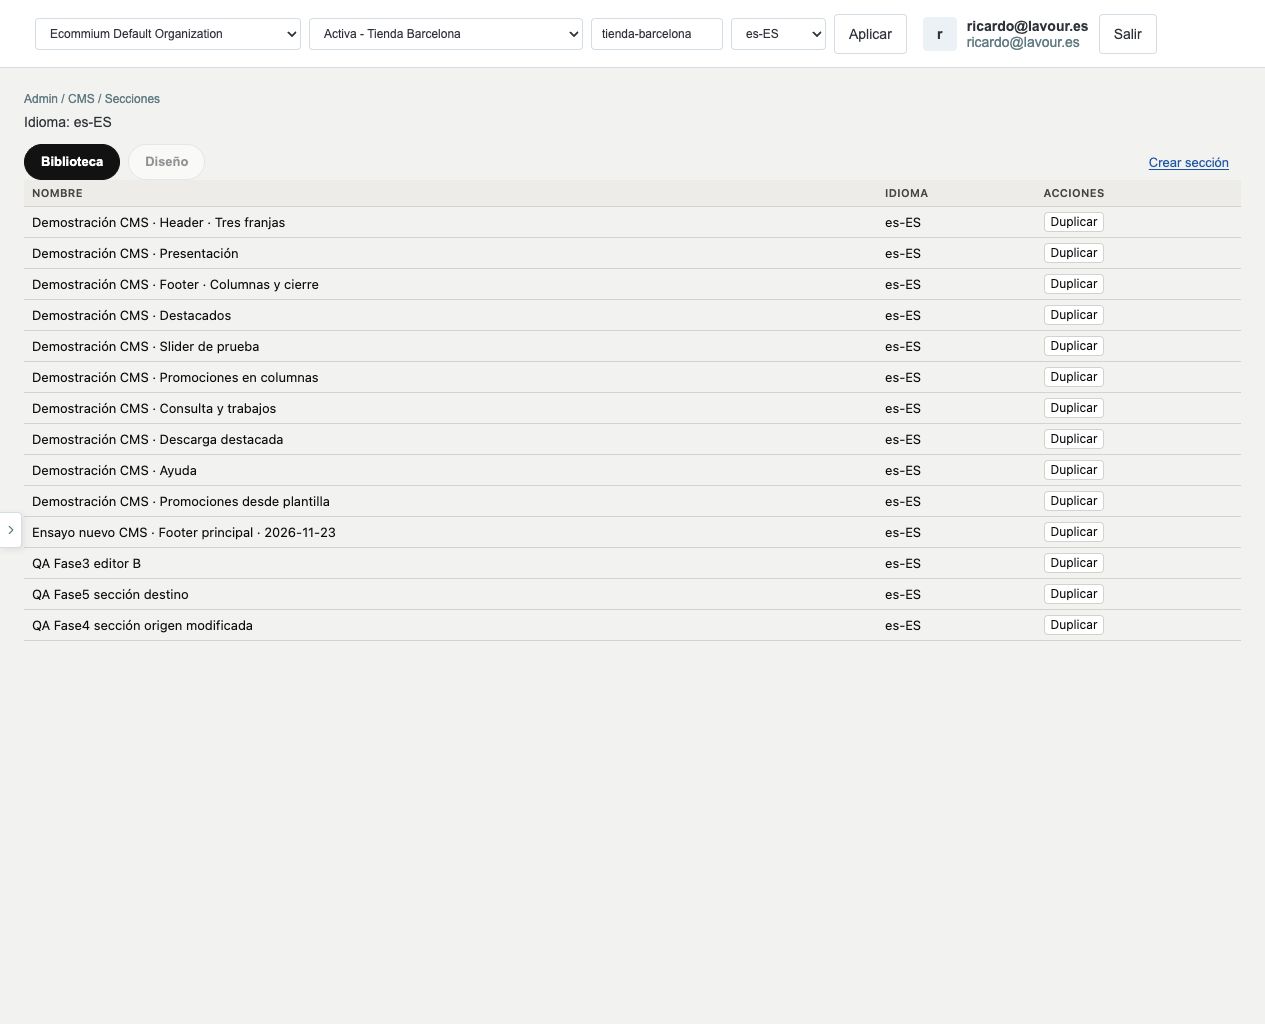 Ecommium Default Organization
Activa - Tienda Barcelona
tienda-barcelona
es-ES
Aplicar
r
ricardo@lavour.es
ricardo@lavour.es
Salir
Admin / CMS / Secciones
Idioma: es-ES
Biblioteca
Diseño
Crear sección
NOMBRE IDIOMA ACCIONES
Demostración CMS · Header · Tres franjas es-ES Duplicar
Demostración CMS · Presentación es-ES Duplicar
Demostración CMS · Footer · Columnas y cierre es-ES Duplicar
Demostración CMS · Destacados es-ES Duplicar
Demostración CMS · Slider de prueba es-ES Duplicar
Demostración CMS · Promociones en columnas es-ES Duplicar
Demostración CMS · Consulta y trabajos es-ES Duplicar
Demostración CMS · Descarga destacada es-ES Duplicar
Demostración CMS · Ayuda es-ES Duplicar
Demostración CMS · Promociones desde plantilla es-ES Duplicar
Ensayo nuevo CMS · Footer principal · 2026-11-23 es-ES Duplicar
QA Fase3 editor B es-ES Duplicar
QA Fase5 sección destino es-ES Duplicar
QA Fase4 sección origen modificada es-ES Duplicar